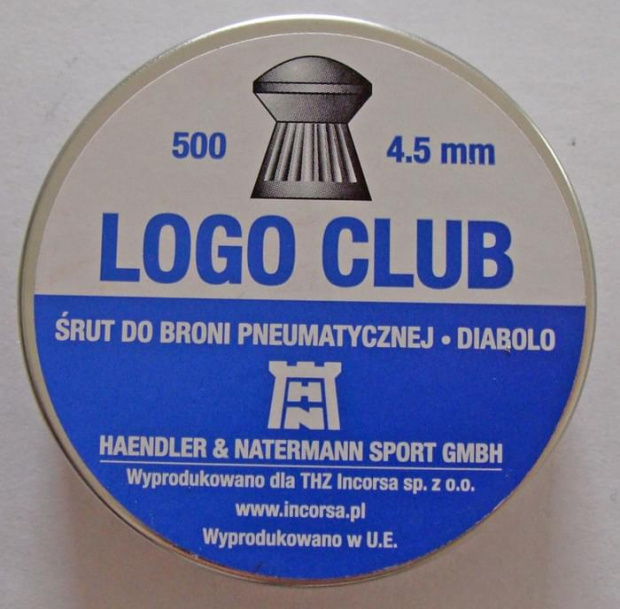 500 4.5 mm
LOGO CLUB
ŚRUT DO BRONI PNEUMATYCZNEJ • DIABOLO
HN
HAENDLER & NATERMANN SPORT GMBH
Wyprodukowano dla THZ Incorsa sp. z o.o.
www.incorsa.pl
Wyprodukowano w U.E.